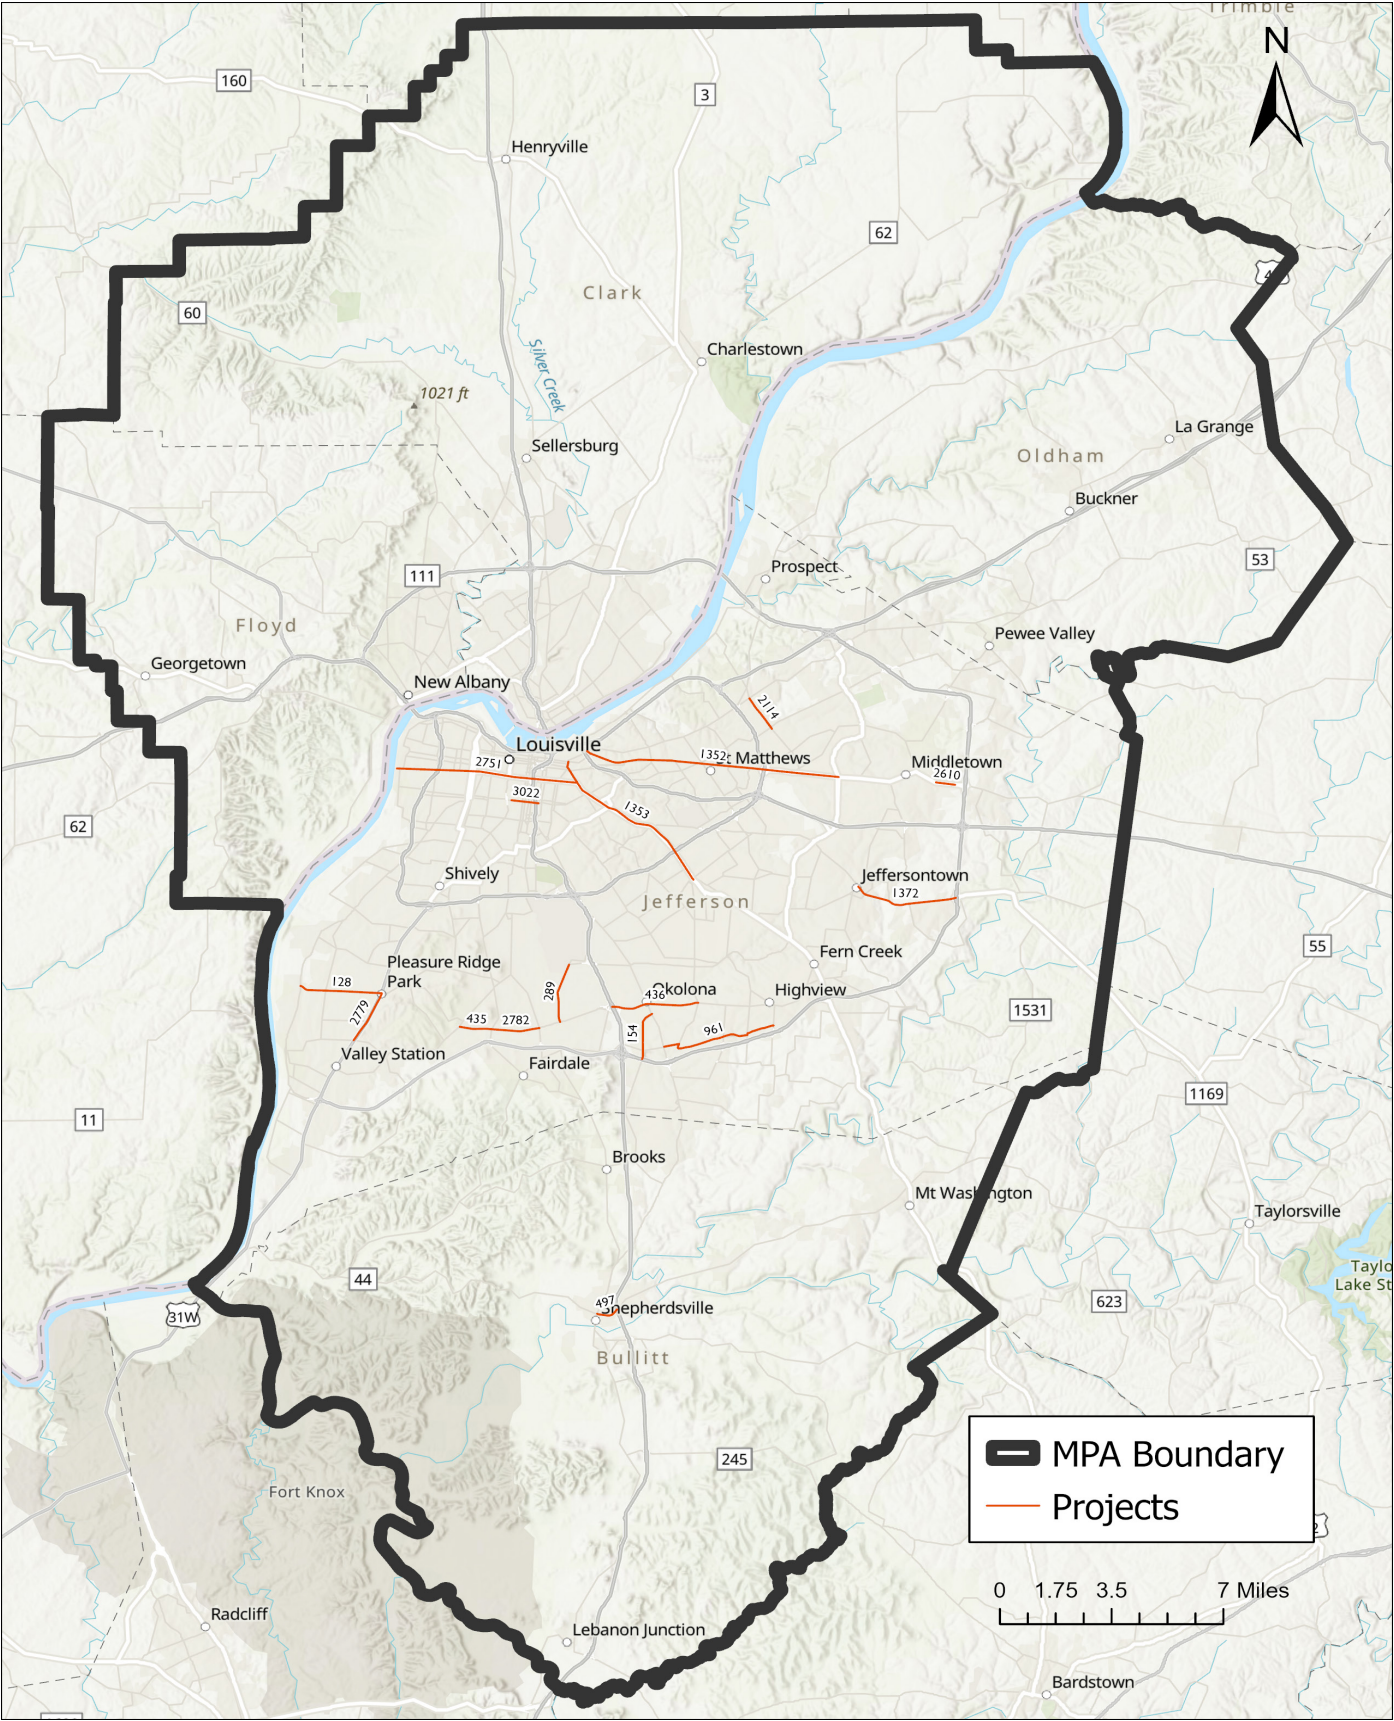 Trimble
N
160
3
Henryville
62
Clark
60
Silver Creek
Charlestown
1021 ft
La Grange
Sellersburg
Oldham
Buckner
53
Prospect
111
Floyd
Pewee Valley
Georgetown
New Albany
2114
Louisville
1352
St Matthews
Middletown
2751
2610
3022
1353
62
Shively
Jeffersontown
1372
Jefferson
55
Fern Creek
Pleasure Ridge
Park
128
289
Okolona
436
Highview
2779
435
2782
154
961
1531
Valley Station
Fairdale
1169
11
Brooks
Mt Washington
Taylorsville
44
Taylo
Lake St
623
497
Shepherdsville
31W
Bullitt
MPA Boundary
245
Fort Knox
Projects
0 1.75 3.5 7 Miles
Radcliff
Lebanon Junction
Bardstown